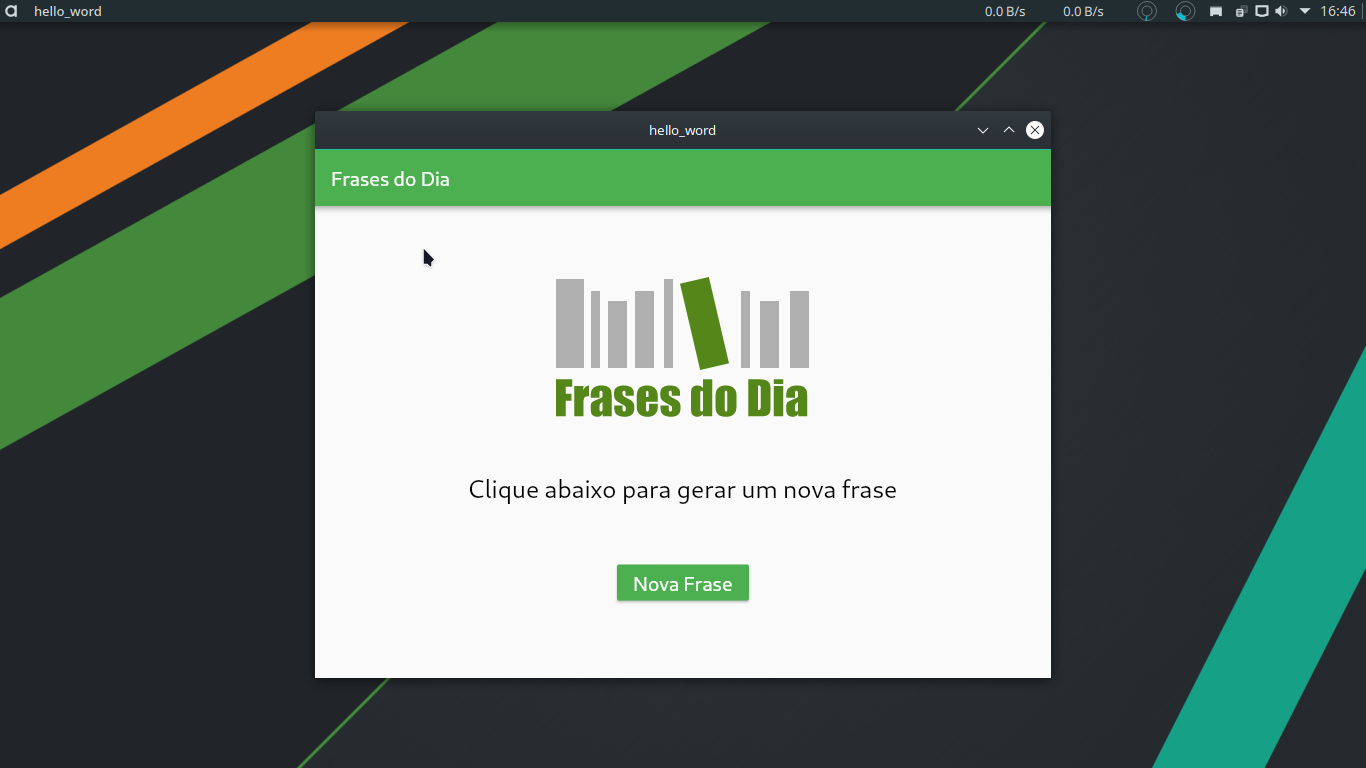 hello_word
0.0 B/s
0.0 B/s
16:46
hello_word
Frases do Dia
Frases do Dia
Clique abaixo para gerar um nova frase
Nova Frase